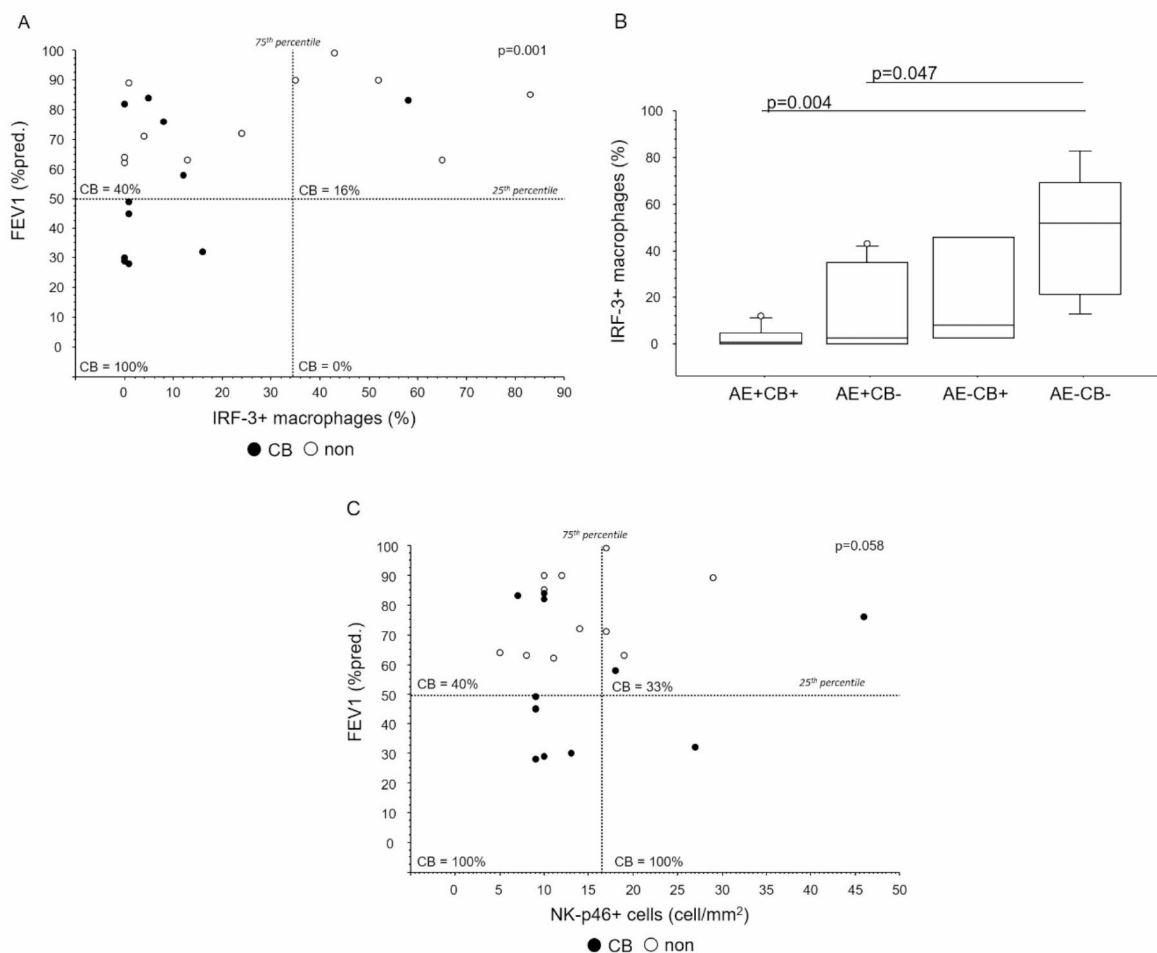 A
75th percentile
p=0.001
100
90
80
70
60
50
40
30
20
10
0
FEV1 (%pred.)
CB = 40%
CB = 16%
25th percentile
CB = 100%
CB = 0%
0 10 20 30 40 50 60 70 80 90
IRF-3+ macrophages (%)
CB non
B
p=0.047
p=0.004
100
80
60
40
20
0
IRF-3+ macrophages (%)
AE+CB+ AE+CB- AE-CB+ AE-CB-
C
75th percentile
p=0.058
100
90
80
70
60
50
40
30
20
10
0
FEV1 (%pred.)
CB = 40%
CB = 33%
25th percentile
CB = 100%
CB = 100%
0 5 10 15 20 25 30 35 40 45 50
NK-p46+ cells (cell/mm²)
CB non